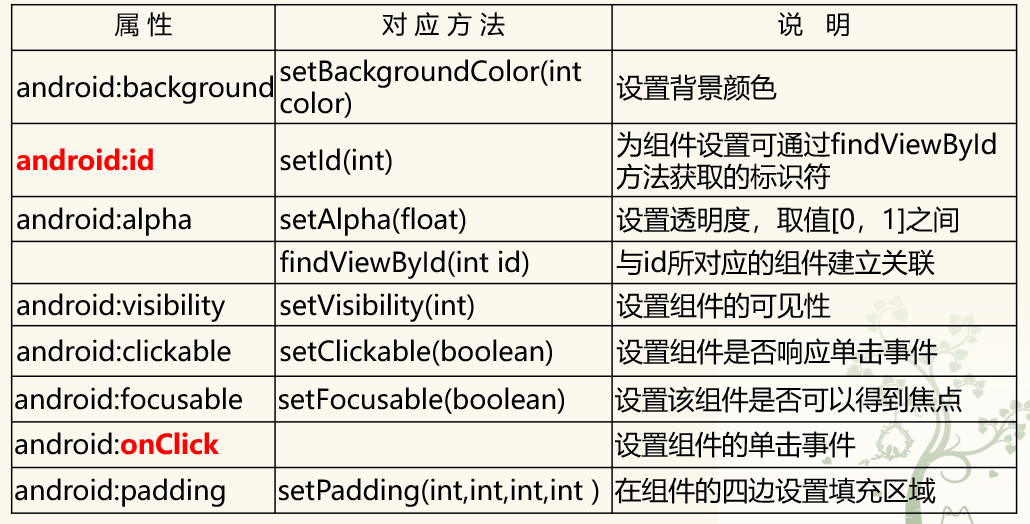 属 性 对 应 方 法 说 明
android:background setBackgroundColor(int color) 设置背景颜色
android:id setId(int) 为组件设置可通过findViewById方法获取的标识符
android:alpha setAlpha(float) 设置透明度，取值[0，1]之间
findViewById(int id) 与id所对应的组件建立关联
android:visibility setVisibility(int) 设置组件的可见性
android:clickable setClickable(boolean) 设置组件是否响应单击事件
android:focusable setFocusable(boolean) 设置该组件是否可以得到焦点
android:onClick 设置组件的单击事件
android:padding setPadding(int,int,int,int ) 在组件的四边设置填充区域